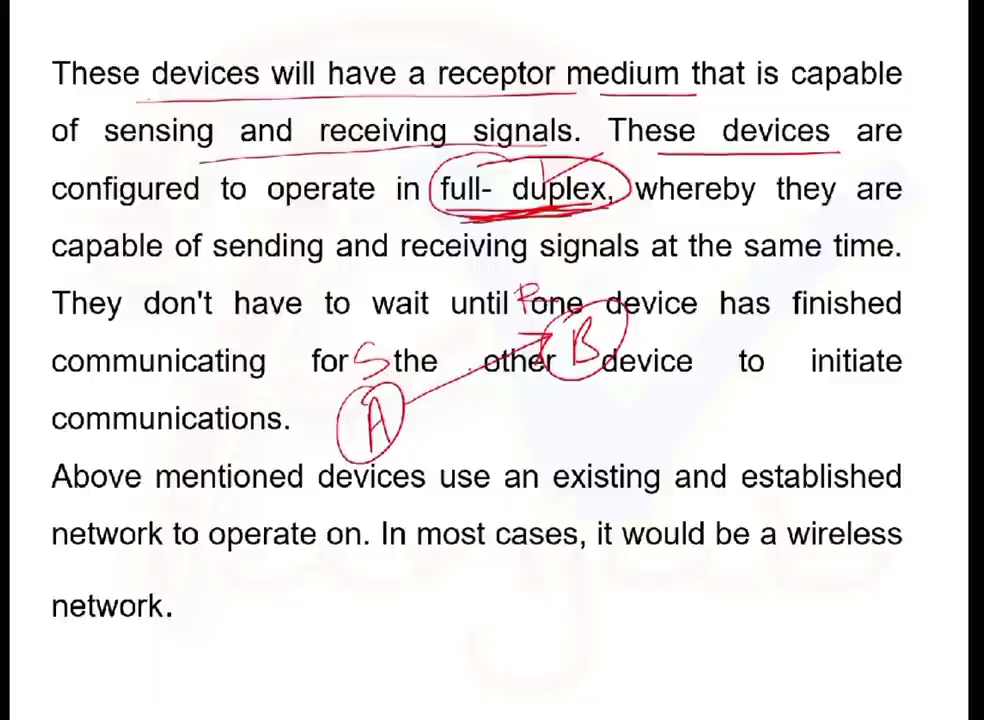 These devices will have a receptor medium that is capable
of sensing and receiving signals. These devices are
configured to operate in full- duplex, whereby they are
capable of sending and receiving signals at the same time.
They don't have to wait until R one device has finished
communicating for S the other B device to initiate
communications. A
Above mentioned devices use an existing and established
network to operate on. In most cases, it would be a wireless
network.